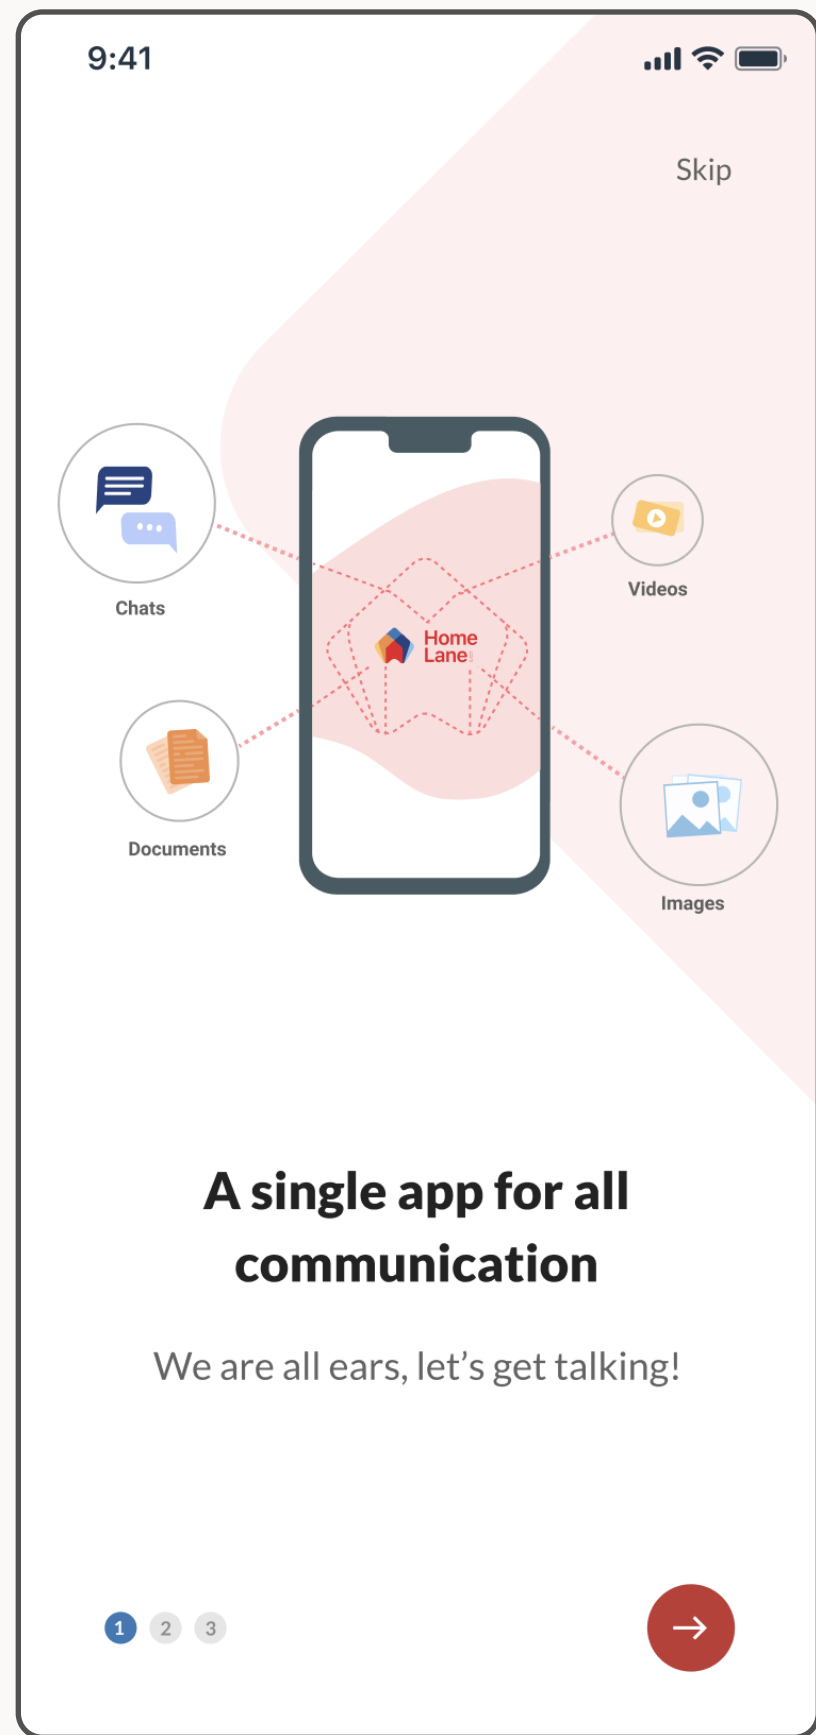 9:41
Skip
Chats
Videos
Home
Lane
Documents
Images
A single app for all
communication
We are all ears, let’s get talking!
1 2 3